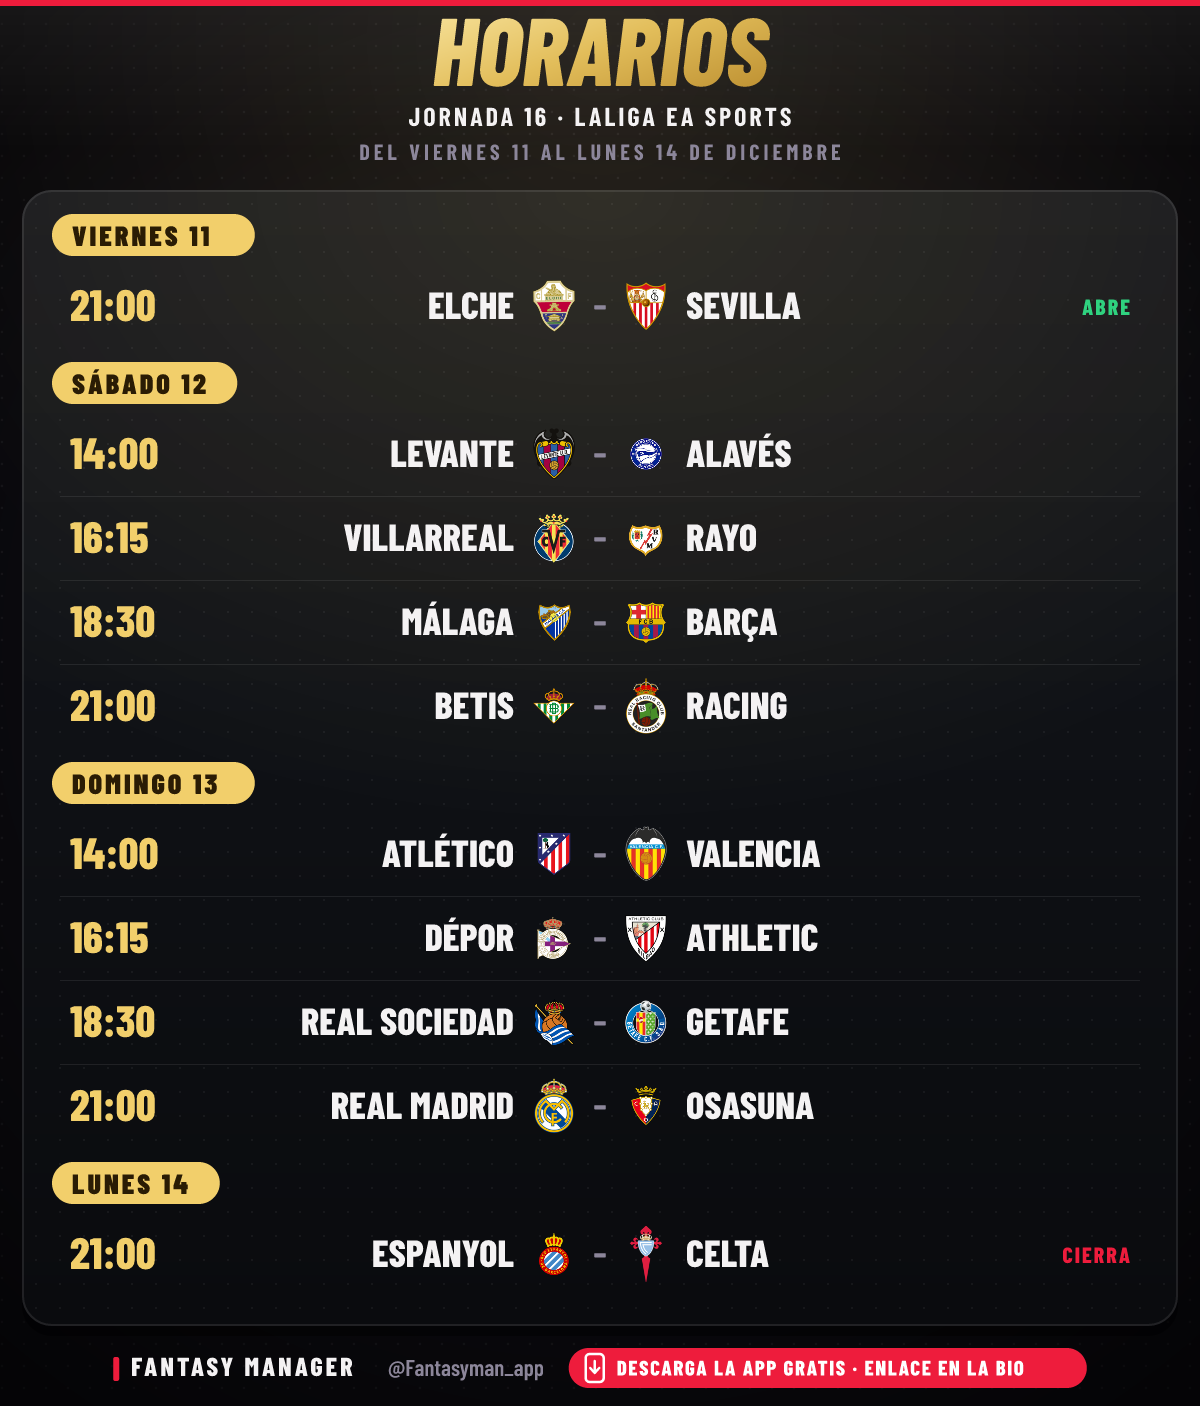 HORARIOS
JORNADA 16 · LALIGA EA SPORTS
DEL VIERNES 11 AL LUNES 14 DE DICIEMBRE
VIERNES 11
21:00 ELCHE - SEVILLA ABRE
SÁBADO 12
14:00 LEVANTE - ALAVÉS
16:15 VILLARREAL - RAYO
18:30 MÁLAGA - BARÇA
21:00 BETIS - RACING
DOMINGO 13
14:00 ATLÉTICO - VALENCIA
16:15 DÉPOR - ATHLETIC
18:30 REAL SOCIEDAD - GETAFE
21:00 REAL MADRID - OSASUNA
LUNES 14
21:00 ESPANYOL - CELTA CIERRA
FANTASY MANAGER @Fantasyman_app DESCARGA LA APP GRATIS · ENLACE EN LA BIO